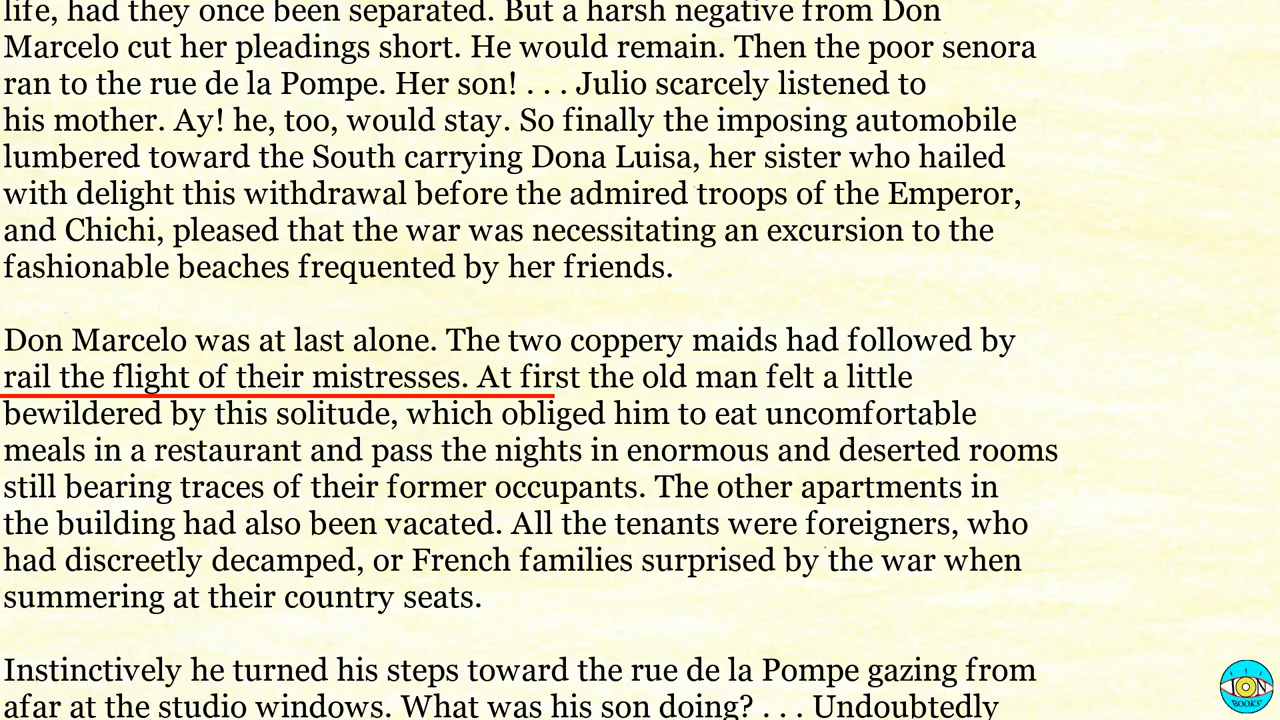 life, had they once been separated. But a harsh negative from Don
Marcelo cut her pleadings short. He would remain. Then the poor senora
ran to the rue de la Pompe. Her son! . . . Julio scarcely listened to
his mother. Ay! he, too, would stay. So finally the imposing automobile
lumbered toward the South carrying Dona Luisa, her sister who hailed
with delight this withdrawal before the admired troops of the Emperor,
and Chichi, pleased that the war was necessitating an excursion to the
fashionable beaches frequented by her friends.
Don Marcelo was at last alone. The two coppery maids had followed by
rail the flight of their mistresses. At first the old man felt a little
bewildered by this solitude, which obliged him to eat uncomfortable
meals in a restaurant and pass the nights in enormous and deserted rooms
still bearing traces of their former occupants. The other apartments in
the building had also been vacated. All the tenants were foreigners, who
had discreetly decamped, or French families surprised by the war when
summering at their country seats.
Instinctively he turned his steps toward the rue de la Pompe gazing from
afar at the studio windows. What was his son doing? . . . Undoubtedly
I
ION
BOOKS